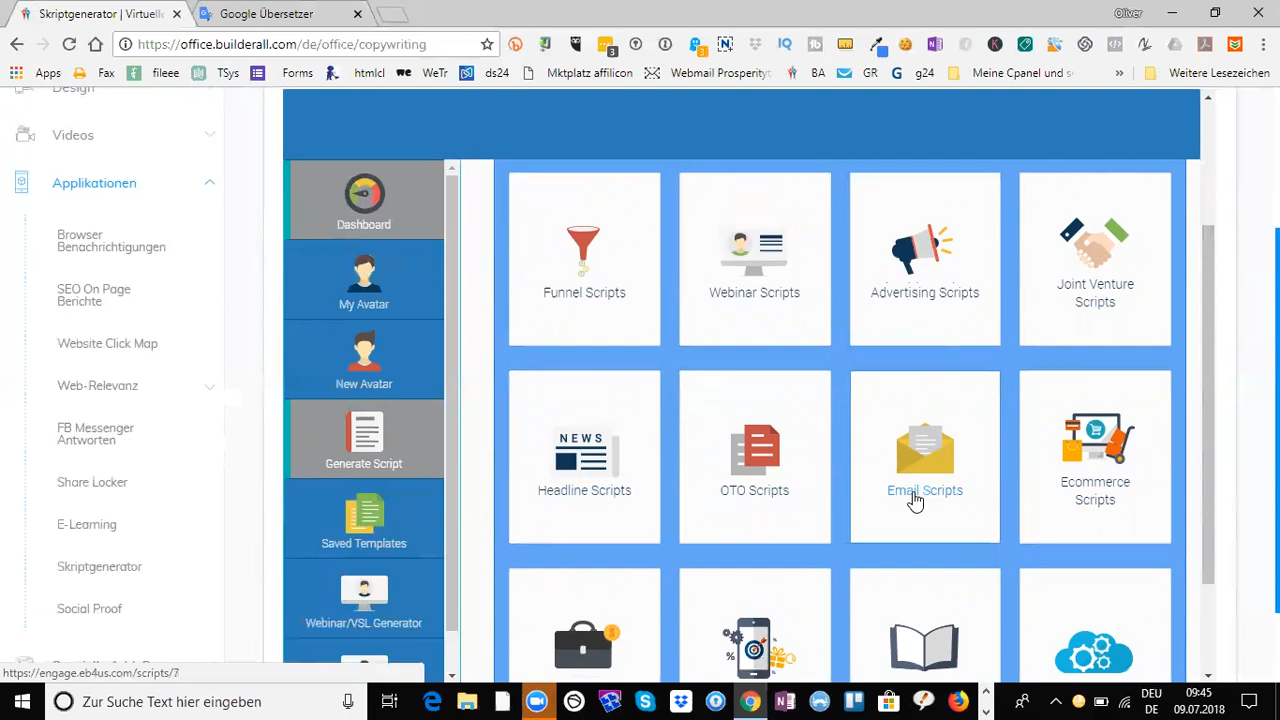 Skriptgenerator | Virtuell
Google Übersetzer
Oliver
https://office.builderall.com/de/office/copywriting
3
3
Apps
Fax
fileee
TSys
Forms
htmlcl
WeTr
ds24
Mktplatz affilicon
Webmail Prosperity
BA
GR
g24
Meine Cpanel und
»
Weitere Lesezeichen
Design
Videos
Applikationen
Browser
Benachrichtigungen
SEO On Page
Berichte
Website Click Map
Web-Relevanz
FB Messenger
Antworten
Share Locker
E-Learning
Skriptgenerator
Social Proof
Dashboard
My Avatar
New Avatar
Generate Script
Saved Templates
Webinar/VSL Generator
Funnel Scripts
Webinar Scripts
Advertising Scripts
Joint Venture
Scripts
NEWS
Headline Scripts
OTO Scripts
Email Scripts
Ecommerce
Scripts
https://engage.eb4us.com/scripts/7
Zur Suche Text hier eingeben
DEU
DE
09:45
09.07.2018